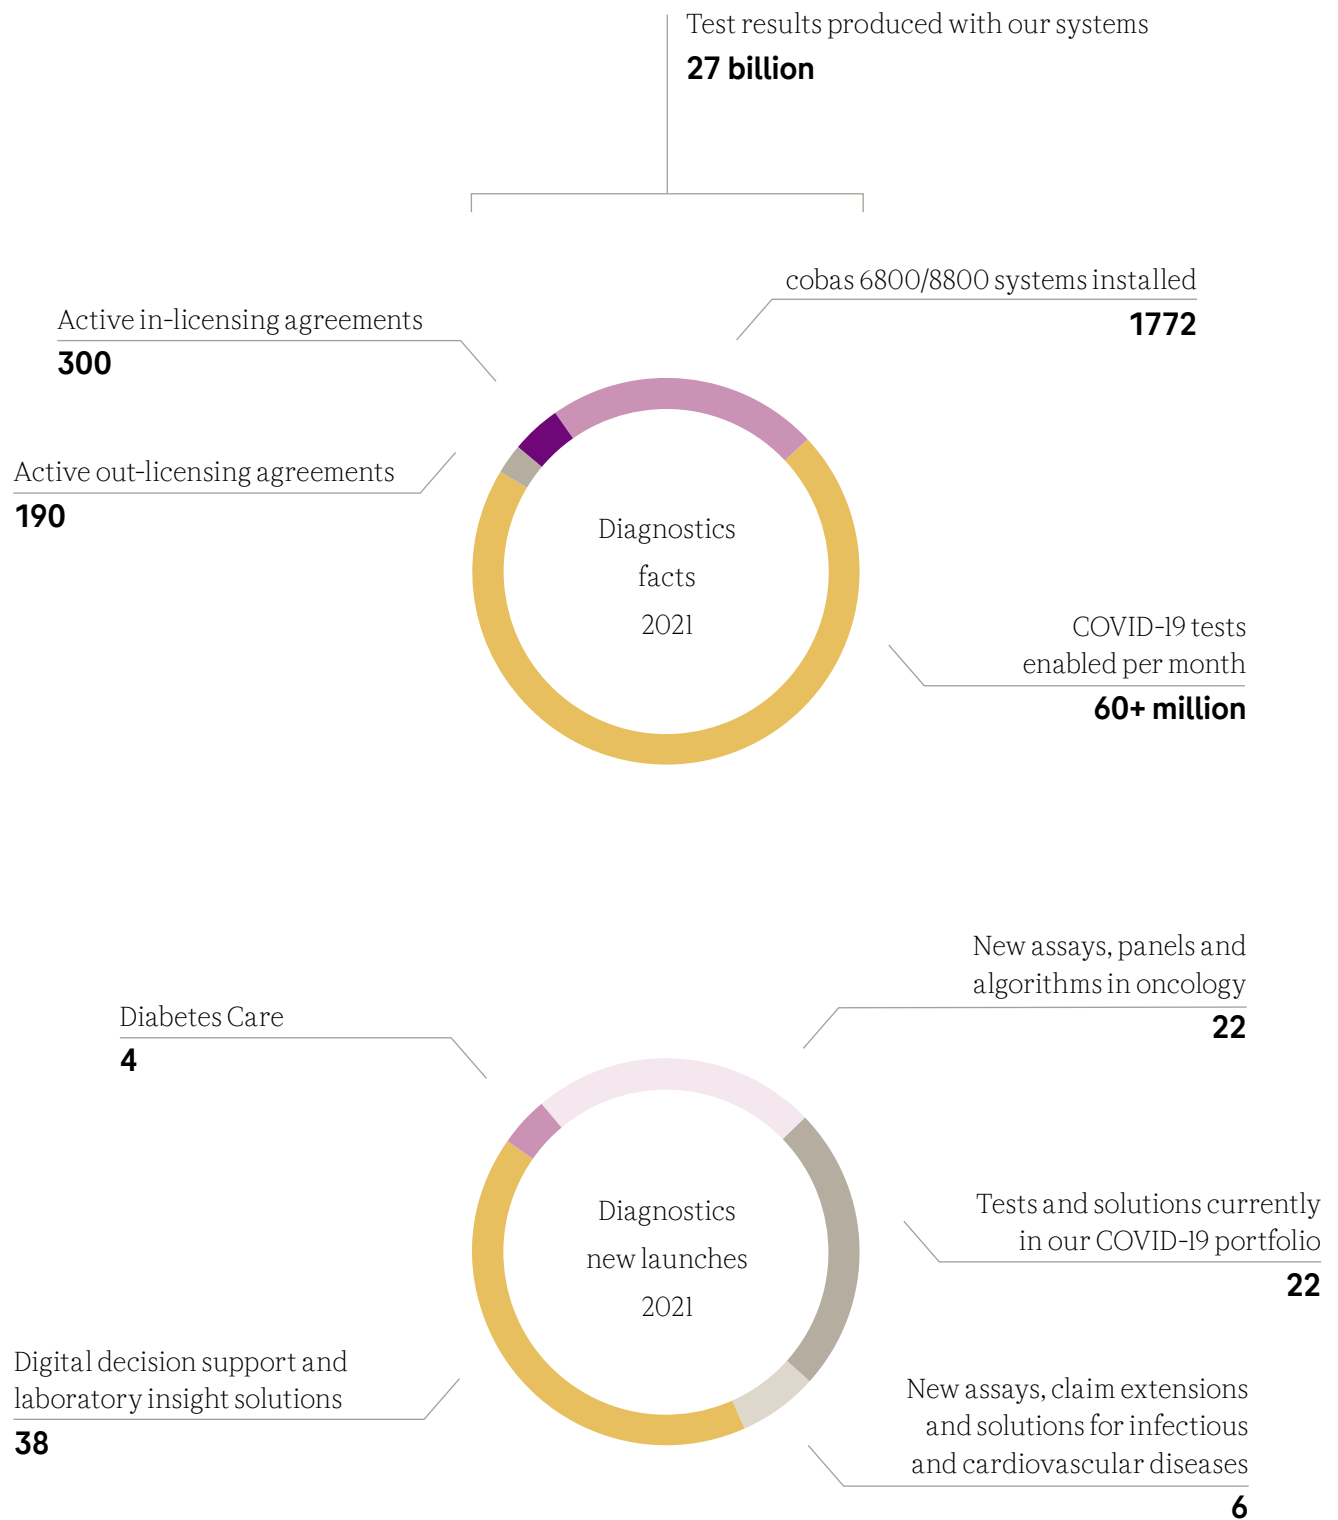 Test results produced with our systems
27 billion
cobas 6800/8800 systems installed
1772
Active in-licensing agreements
300
Active out-licensing agreements
190
Diagnostics
facts
2021
COVID-19 tests
enabled per month
60+ million
New assays, panels and
algorithms in oncology
22
Diabetes Care
4
Diagnostics
new launches
2021
Tests and solutions currently
in our COVID-19 portfolio
22
Digital decision support and
laboratory insight solutions
38
New assays, claim extensions
and solutions for infectious
and cardiovascular diseases
6